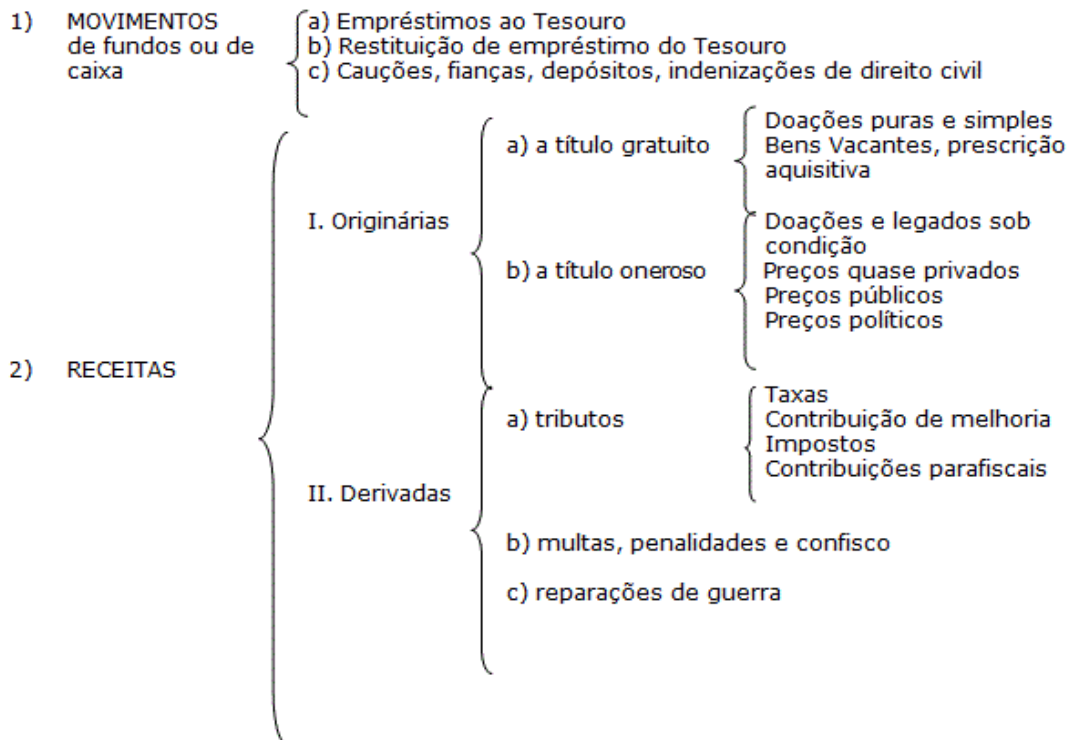 1) MOVIMENTOS
de fundos ou de
caixa
a) Empréstimos ao Tesouro
b) Restituição de empréstimo do Tesouro
c) Cauções, fianças, depósitos, indenizações de direito civil
2) RECEITAS
I. Originárias
a) a título gratuito
Doações puras e simples
Bens Vacantes, prescrição
aquisitiva
b) a título oneroso
Doações e legados sob
condição
Preços quase privados
Preços públicos
Preços políticos
II. Derivadas
a) tributos
Taxas
Contribuição de melhoria
Impostos
Contribuições parafiscais
b) multas, penalidades e confisco
c) reparações de guerra